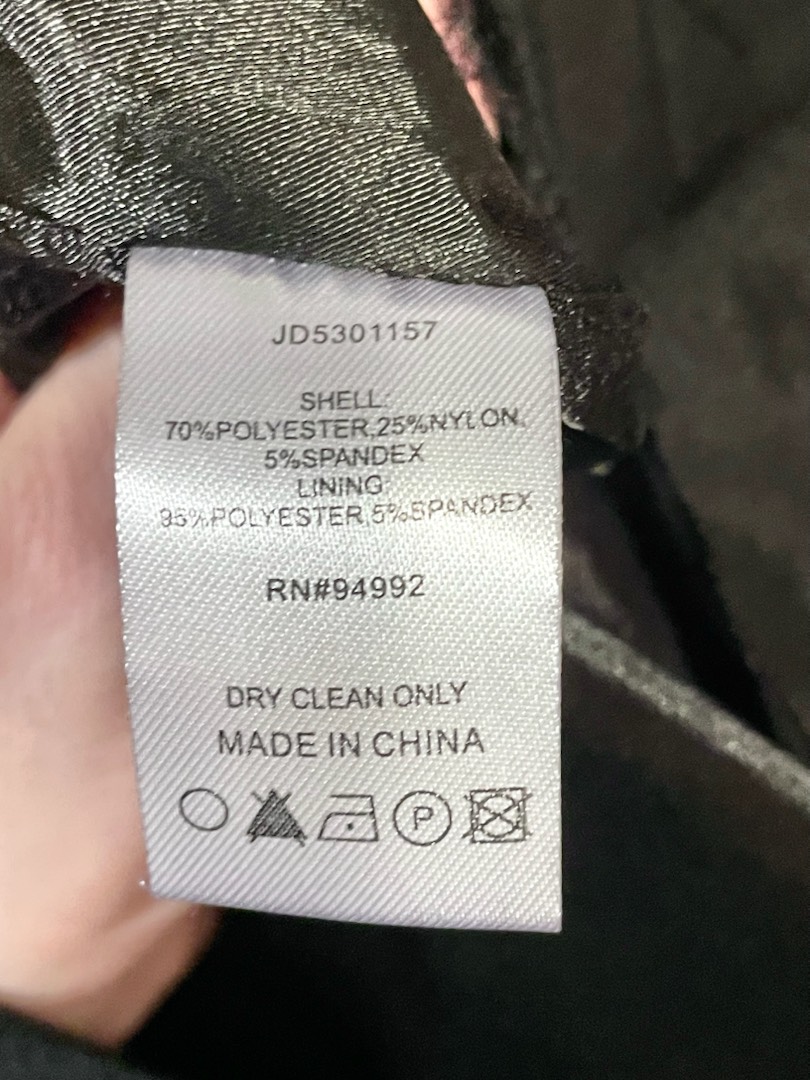 JD5301157
SHELL:
70%POLYESTER,25%NYLON,
5%SPANDEX
LINING
95%POLYESTER,5%SPANDEX
RN#94992
DRY CLEAN ONLY
MADE IN CHINA
P